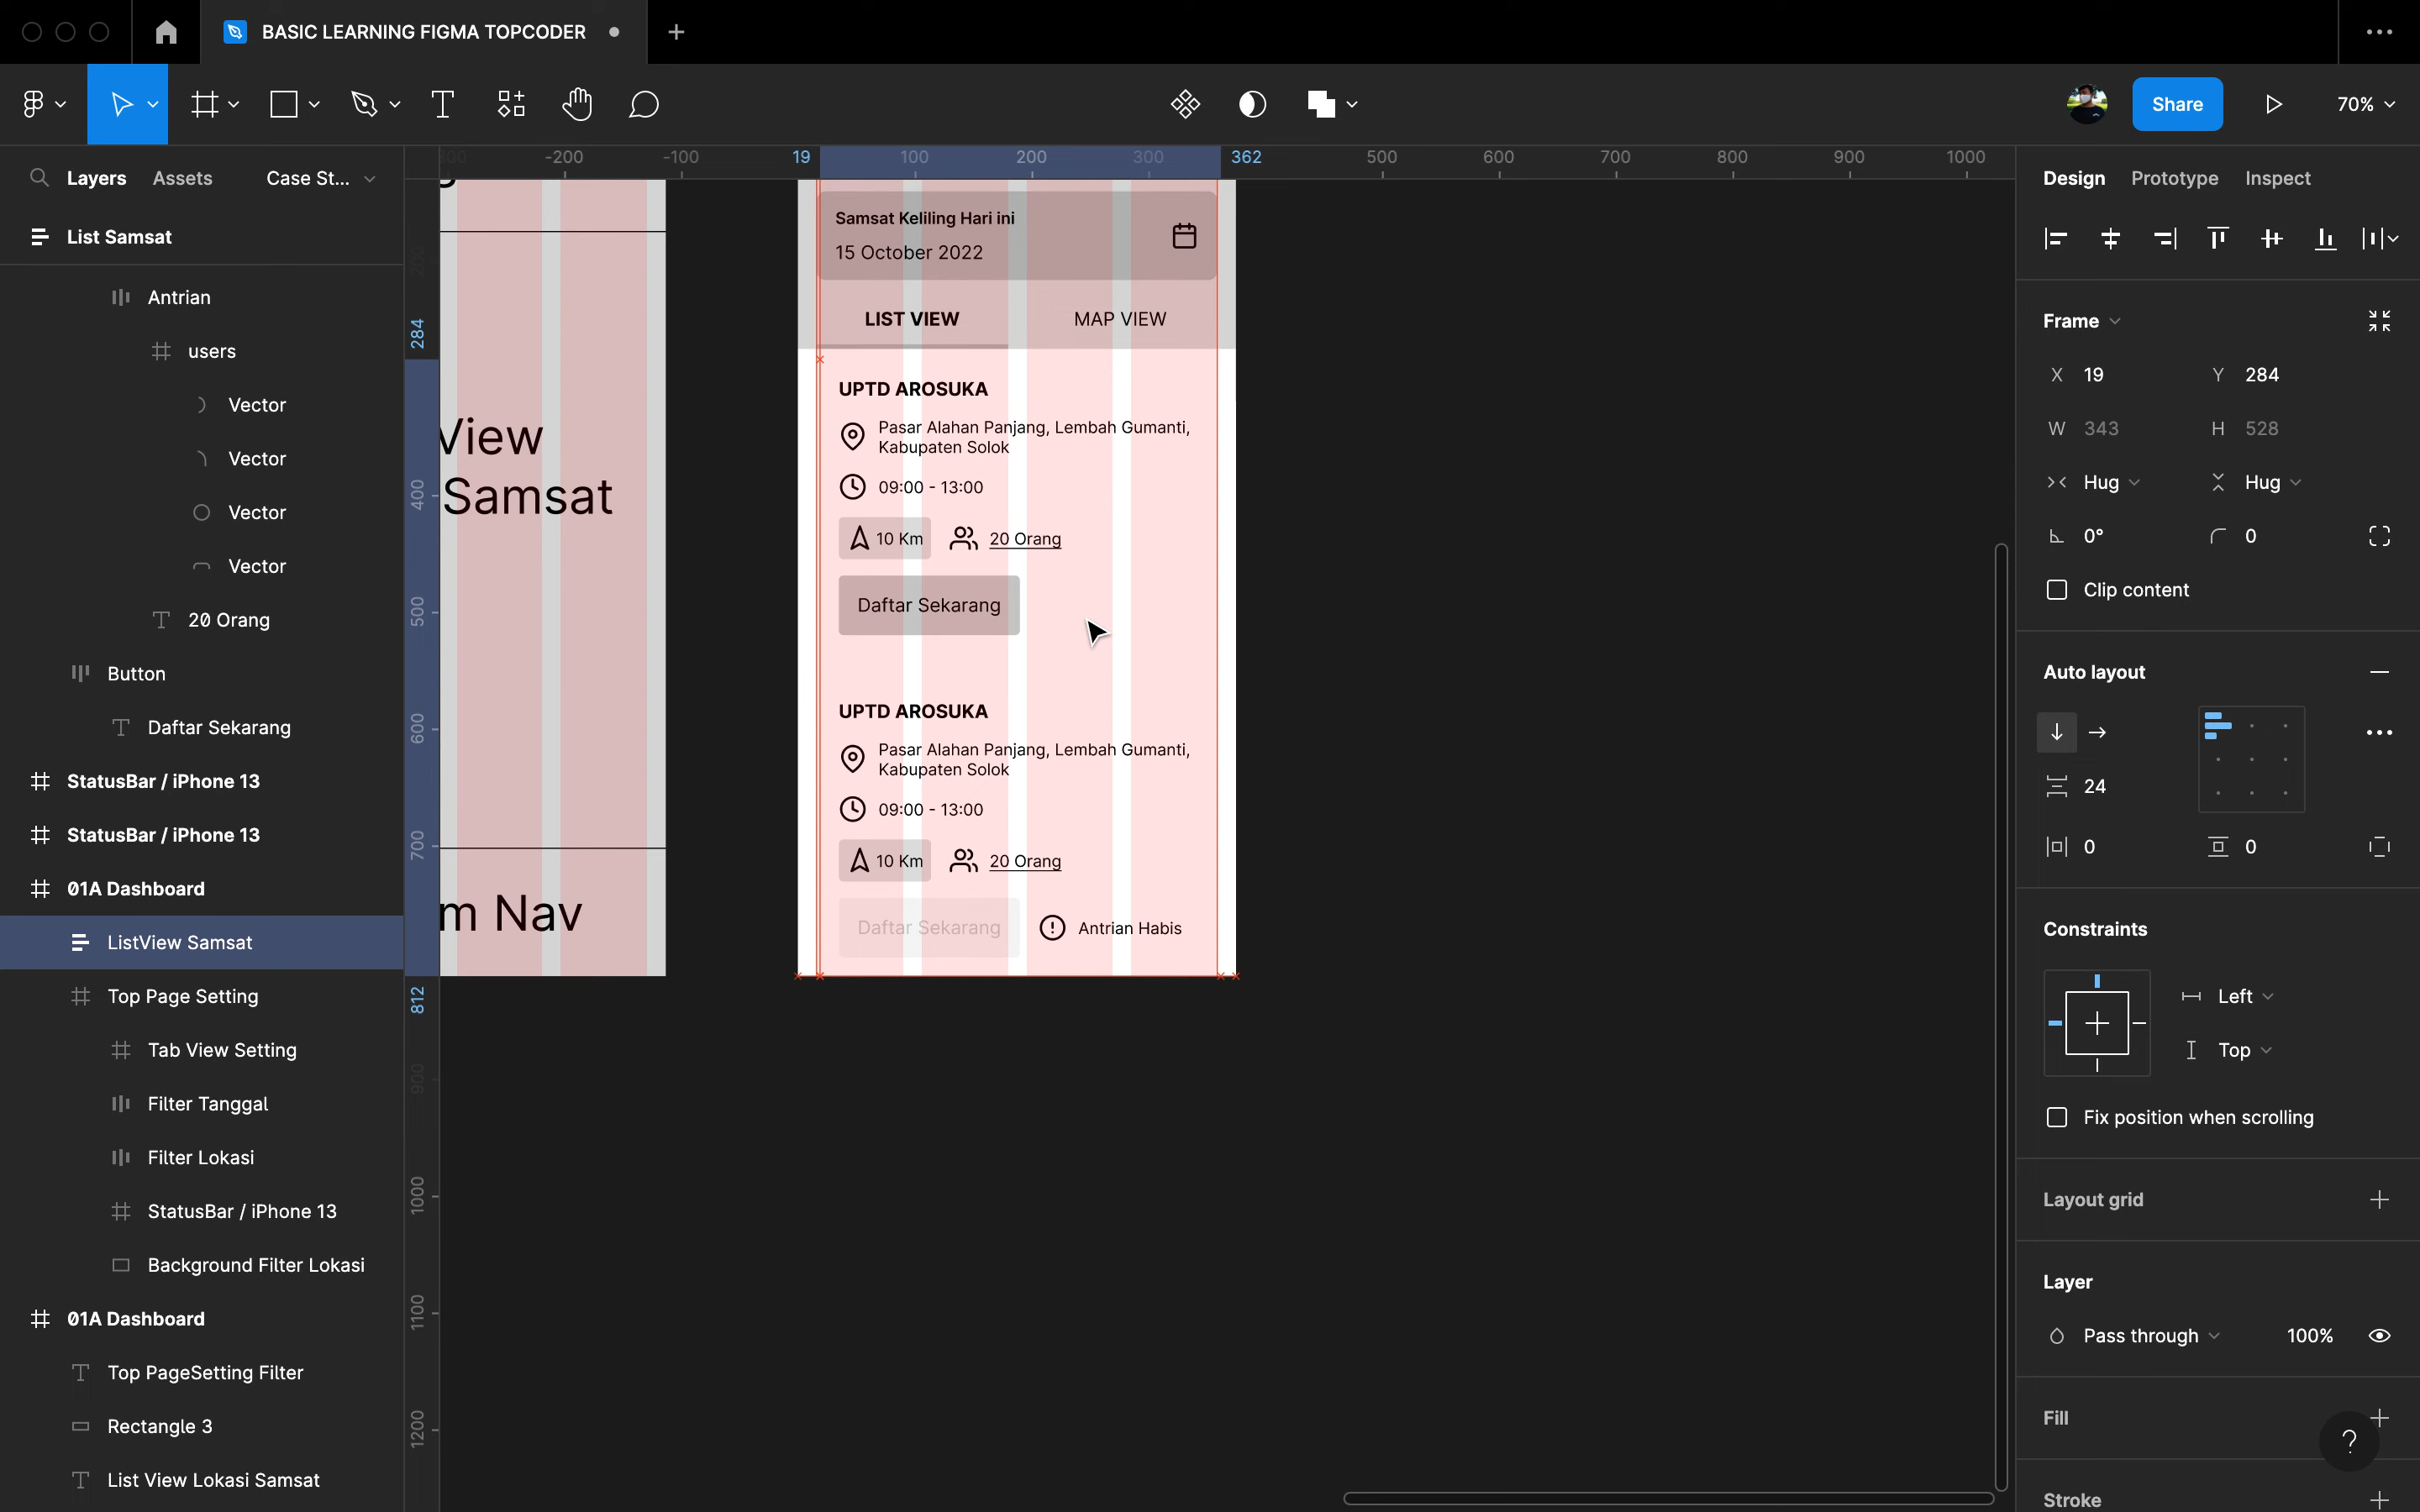 BASIC LEARNING FIGMA TOPCODER
Share
70%
Layers
Assets
Case St...
List Samsat
Antrian
users
Vector
Vector
Vector
Vector
20 Orang
Button
Daftar Sekarang
StatusBar / iPhone 13
StatusBar / iPhone 13
01A Dashboard
ListView Samsat
Top Page Setting
Tab View Setting
Filter Tanggal
Filter Lokasi
StatusBar / iPhone 13
Background Filter Lokasi
01A Dashboard
Top PageSetting Filter
Rectangle 3
List View Lokasi Samsat
-200
-100
19
100
200
300
362
500
600
700
800
900
1000
284
400
500
600
700
812
900
1000
1100
1200
View
Samsat
m Nav
Samsat Keliling Hari ini
15 October 2022
LIST VIEW
MAP VIEW
UPTD AROSUKA
Pasar Alahan Panjang, Lembah Gumanti,
Kabupaten Solok
09:00 - 13:00
10 Km
20 Orang
Daftar Sekarang
UPTD AROSUKA
Pasar Alahan Panjang, Lembah Gumanti,
Kabupaten Solok
09:00 - 13:00
10 Km
20 Orang
Daftar Sekarang
Antrian Habis
Design
Prototype
Inspect
Frame
X 19
Y 284
W 343
H 528
Hug
Hug
0°
0
Clip content
Auto layout
24
0
0
Constraints
Left
Top
Fix position when scrolling
Layout grid
Layer
Pass through
100%
Fill
?
Stroke